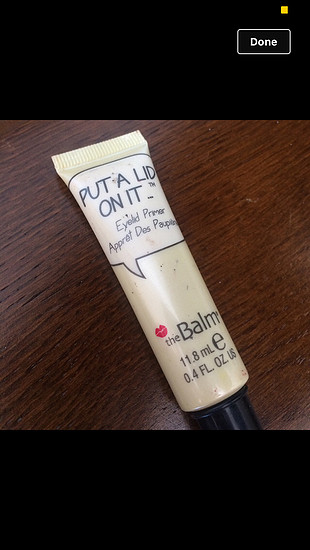 Done
PUT A LID
ON IT™
Eyelid Primer
Apprêt Des Paupières
theBalm
11.8 mL e
0.4 FL. OZ. US